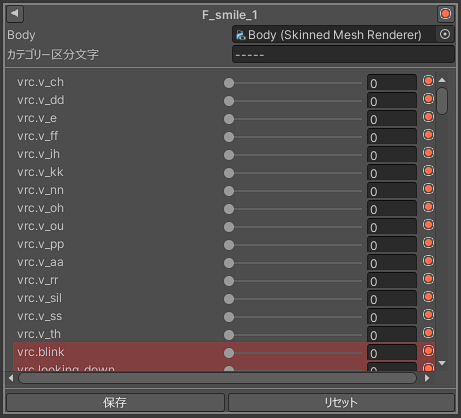 F_smile_1
Body Body (Skinned Mesh Renderer)
カテゴリー区分文字 -----
vrc.v_ch 0
vrc.v_dd 0
vrc.v_e 0
vrc.v_ff 0
vrc.v_ih 0
vrc.v_kk 0
vrc.v_nn 0
vrc.v_oh 0
vrc.v_ou 0
vrc.v_pp 0
vrc.v_aa 0
vrc.v_rr 0
vrc.v_sil 0
vrc.v_ss 0
vrc.v_th 0
vrc.blink 0
vrc.looking_down
保存 リセット